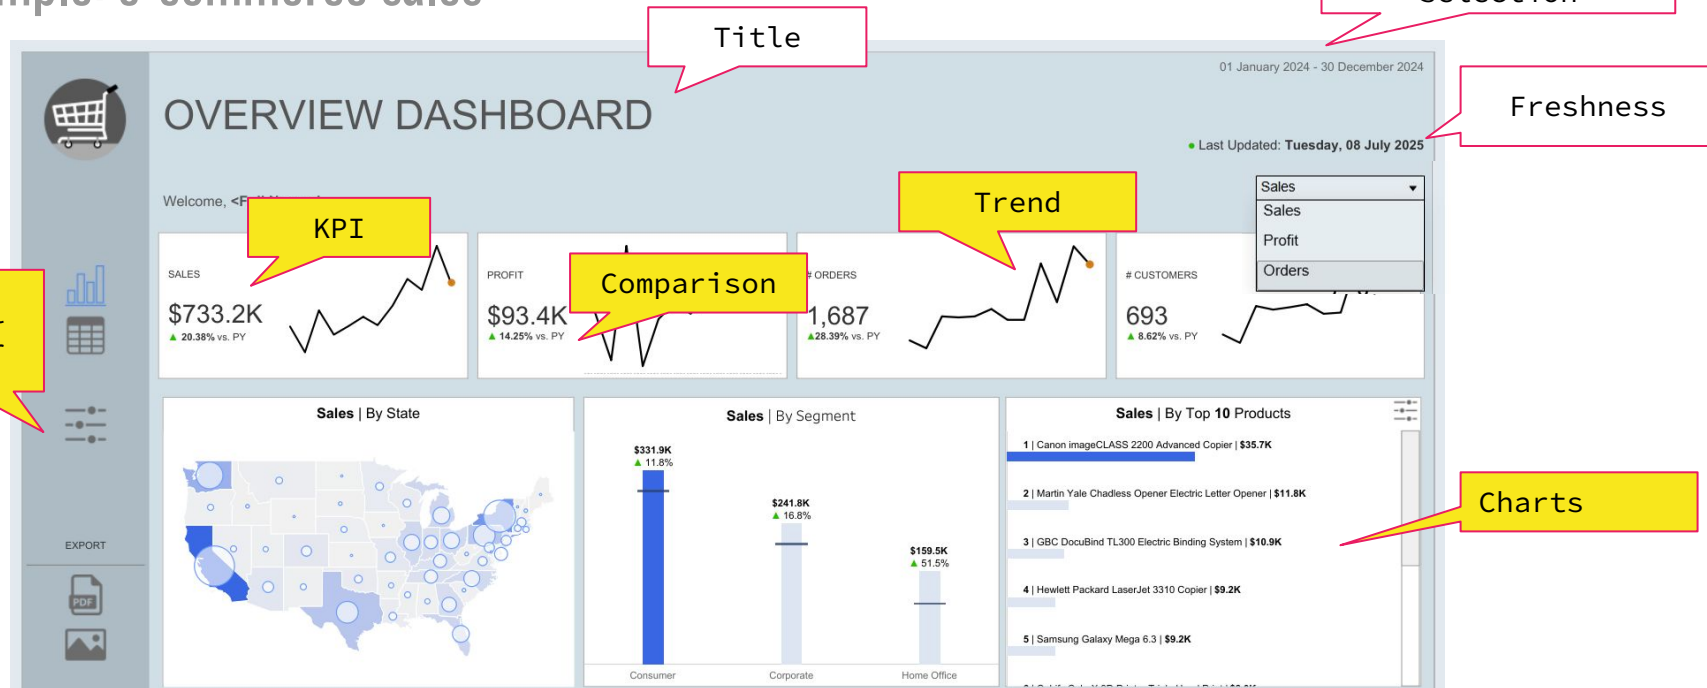 e-commerce sales
Selection
Title
01 January 2024 - 30 December 2024
Freshness
OVERVIEW DASHBOARD
Last Updated: Tuesday, 08 July 2025
Sales
Sales
Profit
Orders
Welcome,
KPI
Trend
Comparison
SALES
$733.2K
▲ 20.38% vs. PY
PROFIT
$93.4K
▲ 14.25% vs. PY
# ORDERS
1,687
▲28.39% vs. PY
# CUSTOMERS
693
▲ 8.62% vs. PY
Sales | By State
Sales | By Segment
$331.9K
▲ 11.8%
$241.8K
▲ 16.8%
$159.5K
▲ 51.5%
Consumer
Corporate
Home Office
Sales | By Top 10 Products
1 | Canon imageCLASS 2200 Advanced Copier | $35.7K
2 | Martin Yale Chadless Opener Electric Letter Opener | $11.8K
3 | GBC DocuBind TL300 Electric Binding System | $10.9K
4 | Hewlett Packard LaserJet 3310 Copier | $9.2K
5 | Samsung Galaxy Mega 6.3 | $9.2K
Charts
EXPORT
PDF